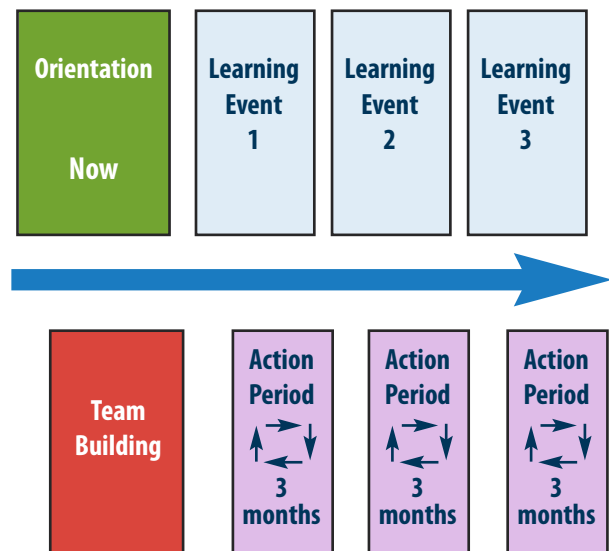 Orientation
Now
Learning
Event
1
Learning
Event
2
Learning
Event
3
Team
Building
Action
Period
3
months
Action
Period
3
months
Action
Period
3
months